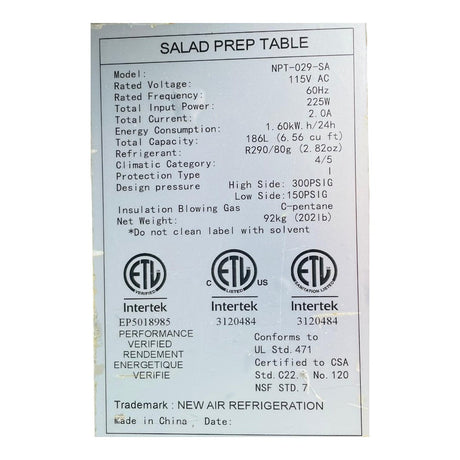 SALAD PREP TABLE
Model: NPT-029-SA
Rated Voltage: 115V AC
Rated Frequency: 60Hz
Total Input Power: 225W
Total Current: 2.0A
Energy Consumption: 1.60kW.h/24h
Total Capacity: 186L (6.56 cu ft)
Refrigerant: R290/80g (2.82oz)
Climatic Category: 4/5
Protection Type I
Design pressure High Side: 300PSIG
Low Side: 150PSIG
Insulation Blowing Gas C-pentane
Net Weight: 92kg (202lb)
*Do not clean label with solvent
ETL VERIFIED
C ETL LISTED US
ETL SANITATION LISTED
Intertek Intertek Intertek
EP5018985 3120484 3120484
PERFORMANCE
VERIFIED
RENDEMENT
ENERGETIQUE
VERIFIE
Conforms to
UL Std. 471
Certified to CSA
Std. C22. No. 120
NSF STD. 7
Trademark : NEW AIR REFRIGERATION
Made in China Date: